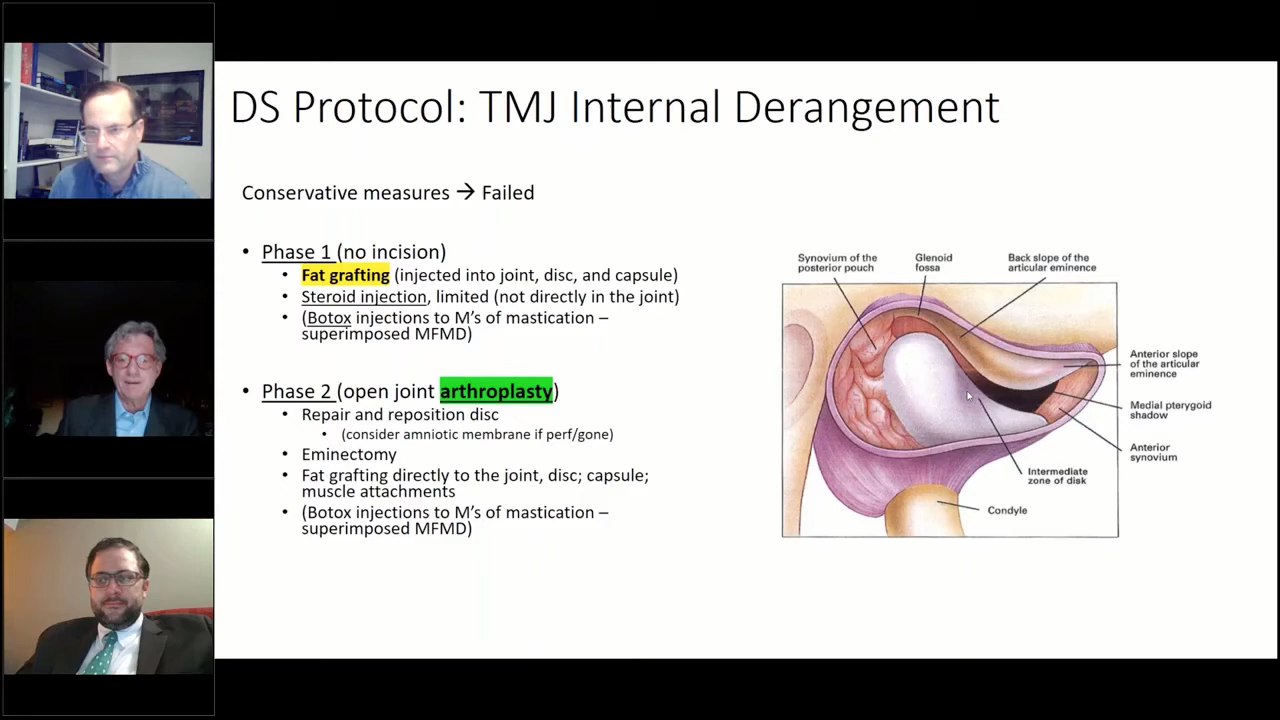 DS Protocol: TMJ Internal Derangement
Conservative measures → Failed
• Phase 1 (no incision)
• Fat grafting (injected into joint, disc, and capsule)
• Steroid injection, limited (not directly in the joint)
• (Botox injections to M's of mastication –
superimposed MFMD)
• Phase 2 (open joint arthroplasty)
• Repair and reposition disc
• (consider amniotic membrane if perf/gone)
• Eminectomy
• Fat grafting directly to the joint, disc; capsule;
muscle attachments
• (Botox injections to M's of mastication –
superimposed MFMD)
Synovium of the
posterior pouch
Glenoid
fossa
Back slope of the
articular eminence
Anterior slope
of the articular
eminence
Medial pterygoid
shadow
Anterior
synovium
Intermediate
zone of disk
Condyle